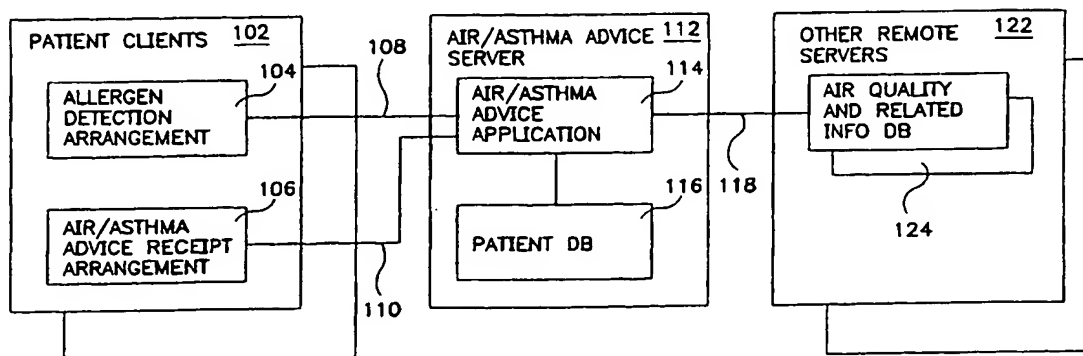 PATIENT CLIENTS 102
104
ALLERGEN
DETECTION
ARRANGEMENT
106
AIR/ASTHMA
ADVICE RECEIPT
ARRANGEMENT
108
110
AIR/ASTHMA ADVICE 112
SERVER
114
AIR/ASTHMA
ADVICE
APPLICATION
116
PATIENT DB
118
OTHER REMOTE 122
SERVERS
AIR QUALITY
AND RELATED
INFO DB
124